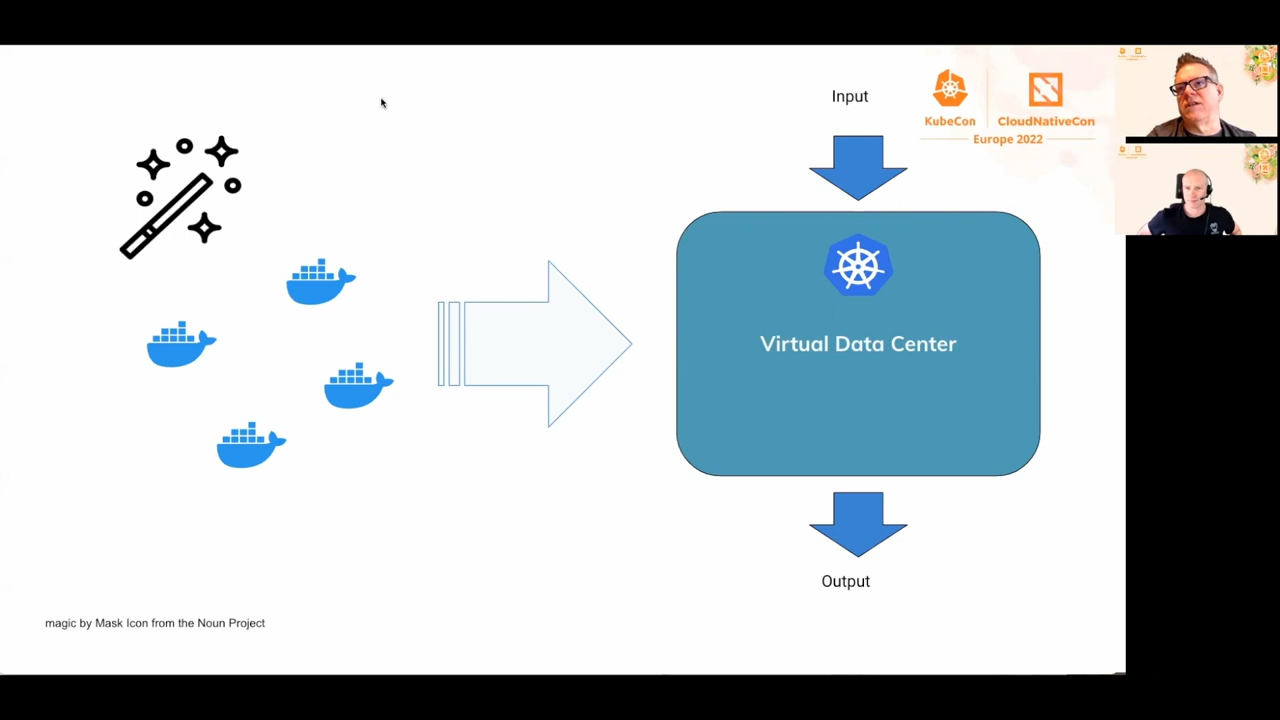 Input
KubeCon
CloudNativeCon
Europe 2022
Virtual Data Center
Output
magic by Mask Icon from the Noun Project